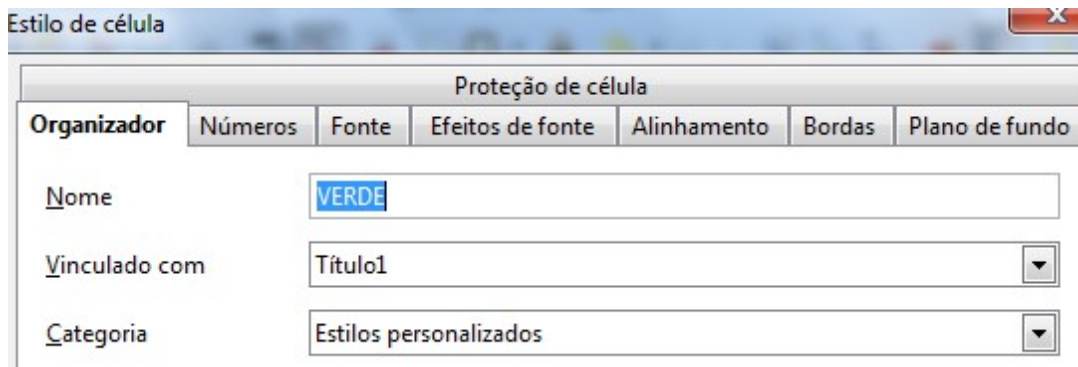 Estilo de célula
Proteção de célula
Organizador Números Fonte Efeitos de fonte Alinhamento Bordas Plano de fundo
Nome VERDE
Vinculado com Título1
Categoria Estilos personalizados